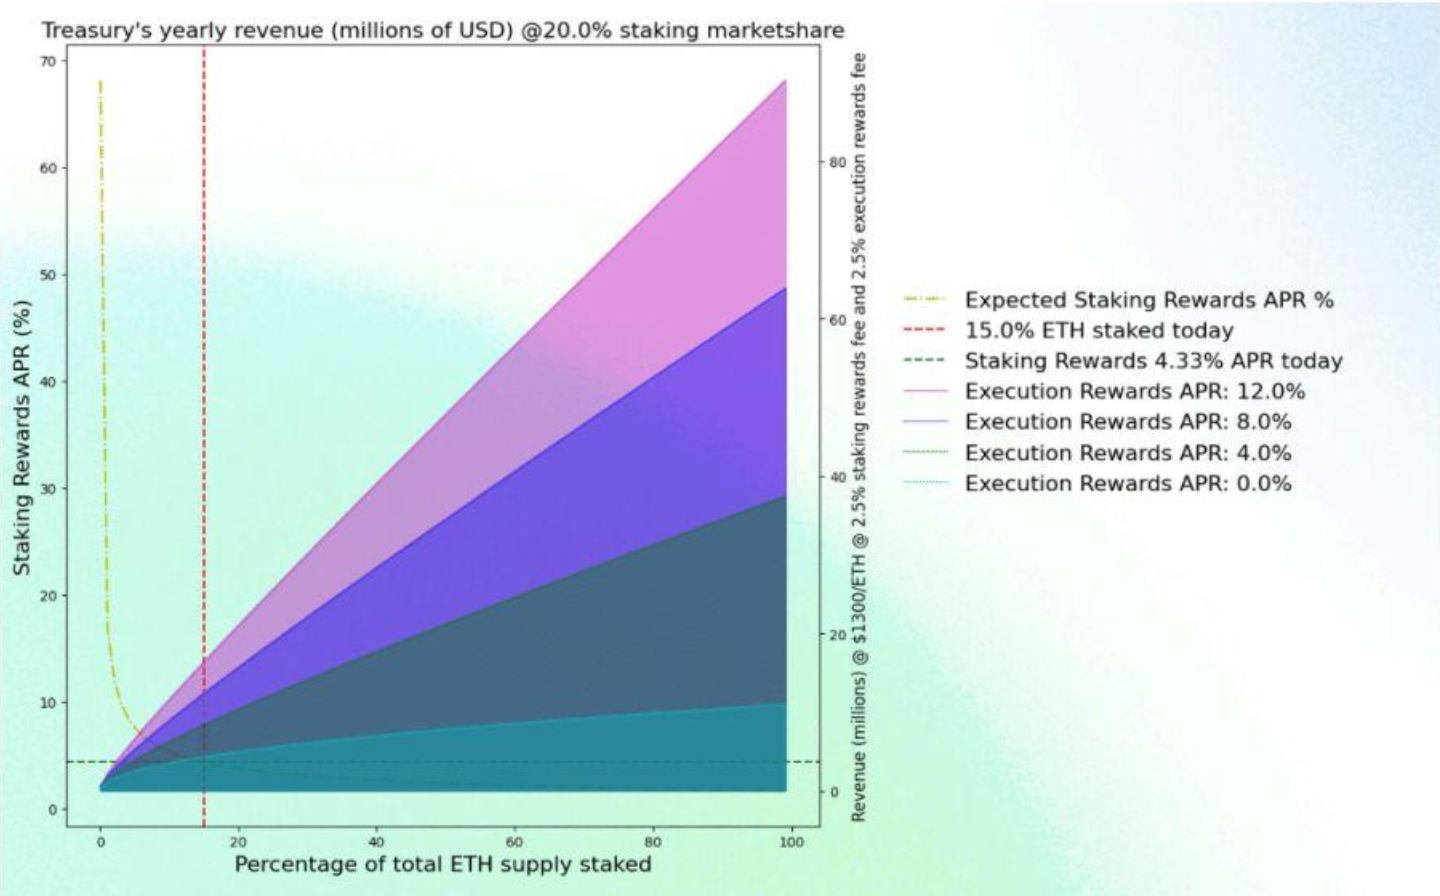 Treasury's yearly revenue (millions of USD) @20.0% staking marketshare
Staking Rewards APR (%)
70
60
50
40
30
20
10
0
0
20
40
60
80
100
Percentage of total ETH supply staked
80
60
40
20
0
Revenue (millions) @ $1300/ETH @ 2.5% staking rewards fee and 2.5% execution rewards fee
Expected Staking Rewards APR %
15.0% ETH staked today
Staking Rewards 4.33% APR today
Execution Rewards APR: 12.0%
Execution Rewards APR: 8.0%
Execution Rewards APR: 4.0%
Execution Rewards APR: 0.0%